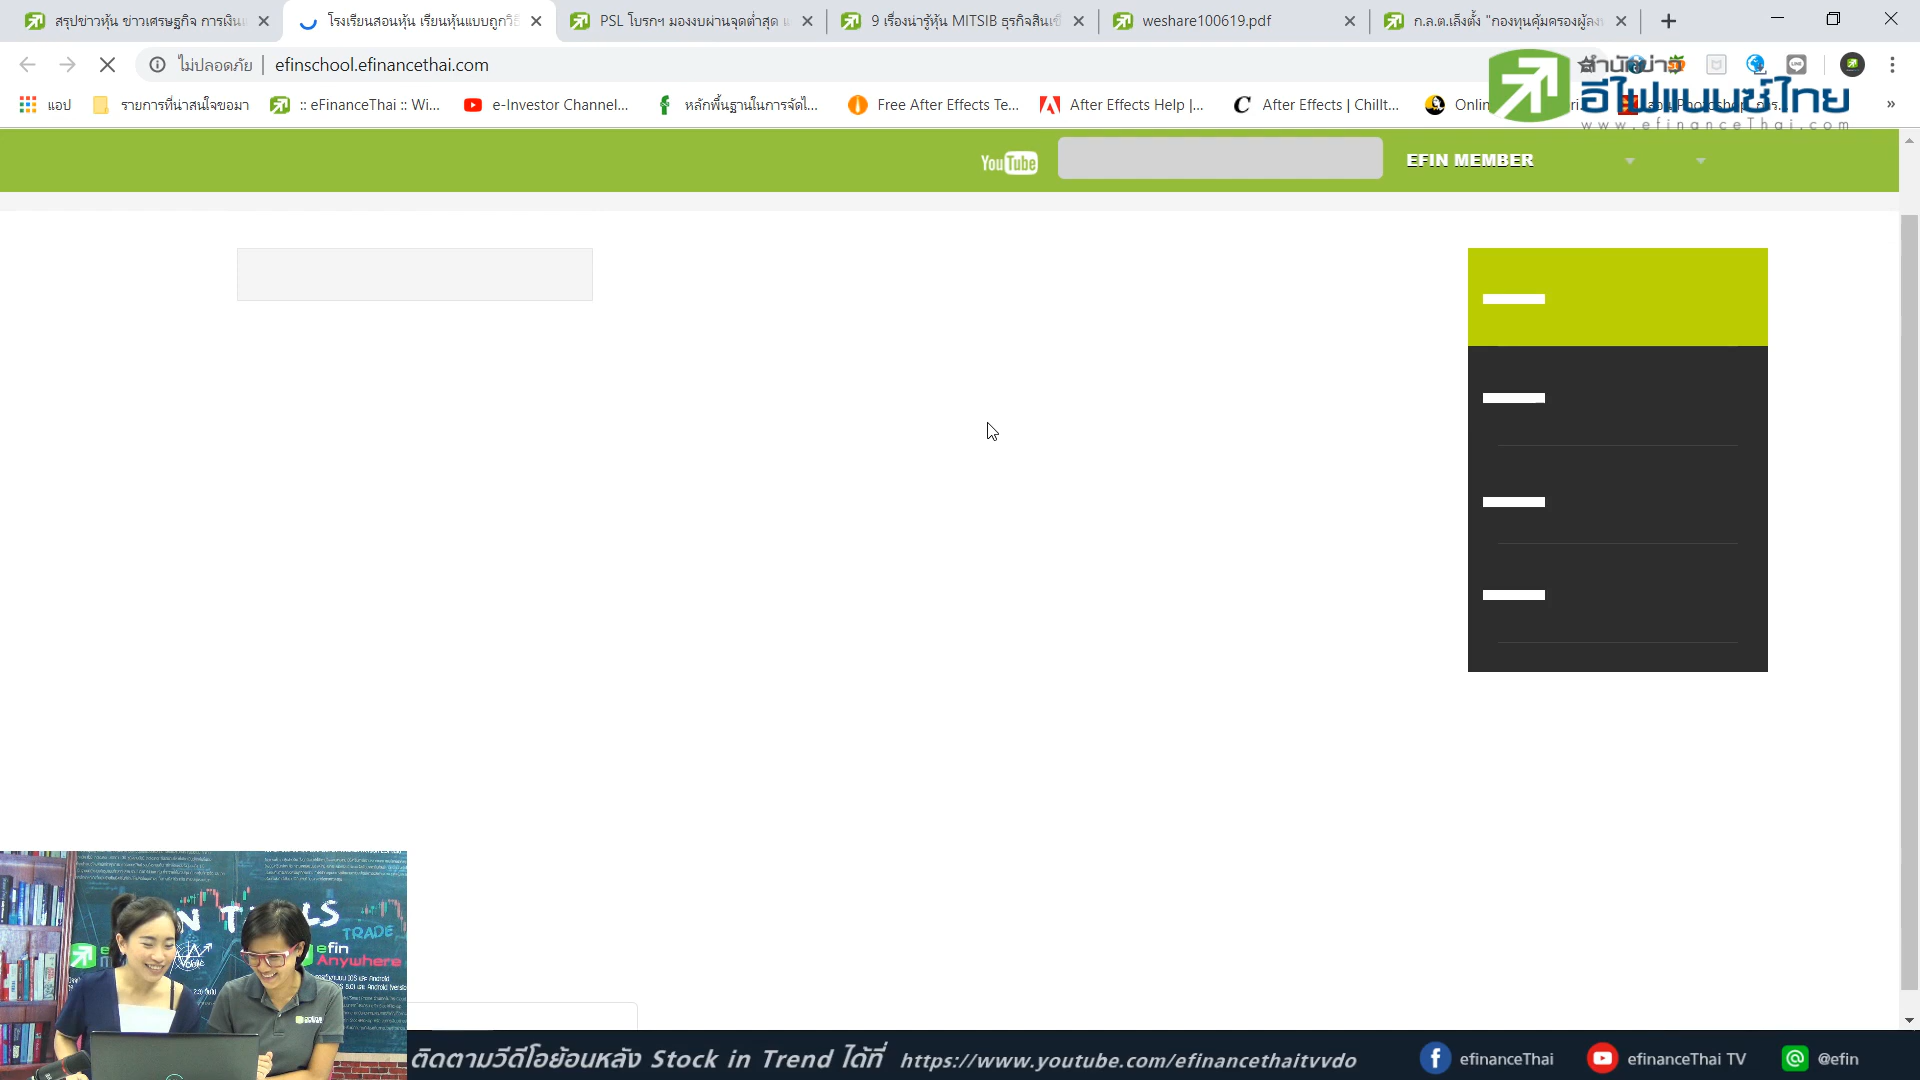 สรุปข่าวหุ้น ข่าวเศรษฐกิจ การเงินแ
โรงเรียนสอนหุ้น เรียนหุ้นแบบถูกวิธี
PSL โบรกฯ มองงบผ่านจุดต่ำสุด แ
9 เรื่องน่ารู้หุ้น MITSIB ธุรกิจสินเชื่
weshare100619.pdf
ก.ล.ต.เล็งตั้ง "กองทุนคุ้มครองผู้ลงท
ไม่ปลอดภัย | efinschool.efinancethai.com
สำนักข่าว
อีไฟแนนซ์ไทย
www.efinanceThai.com
แอป
รายการที่น่าสนใจของมา
:: eFinanceThai :: Wi...
e-Investor Channel...
หลักพื้นฐานในการจัดไ...
Free After Effects Te...
After Effects Help |...
After Effects | Chillt...
YouTube
EFIN MEMBER
TRADE
efin
Anywhere
ติดตามวีดีโอย้อนหลัง Stock in Trend ได้ที่ https://www.youtube.com/efinancethaitvvdo
efinanceThai
efinanceThai TV
@efin